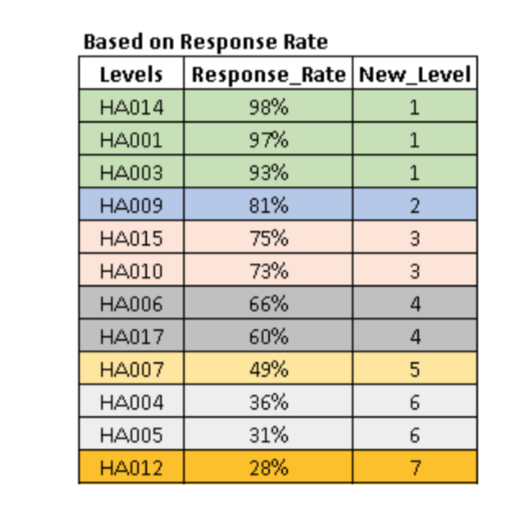 Based on Response Rate
Levels Response_Rate New_Level
HA014 98% 1
HA001 97% 1
HA003 93% 1
HA009 81% 2
HA015 75% 3
HA010 73% 3
HA006 66% 4
HA017 60% 4
HA007 49% 5
HA004 36% 6
HA005 31% 6
HA012 28% 7